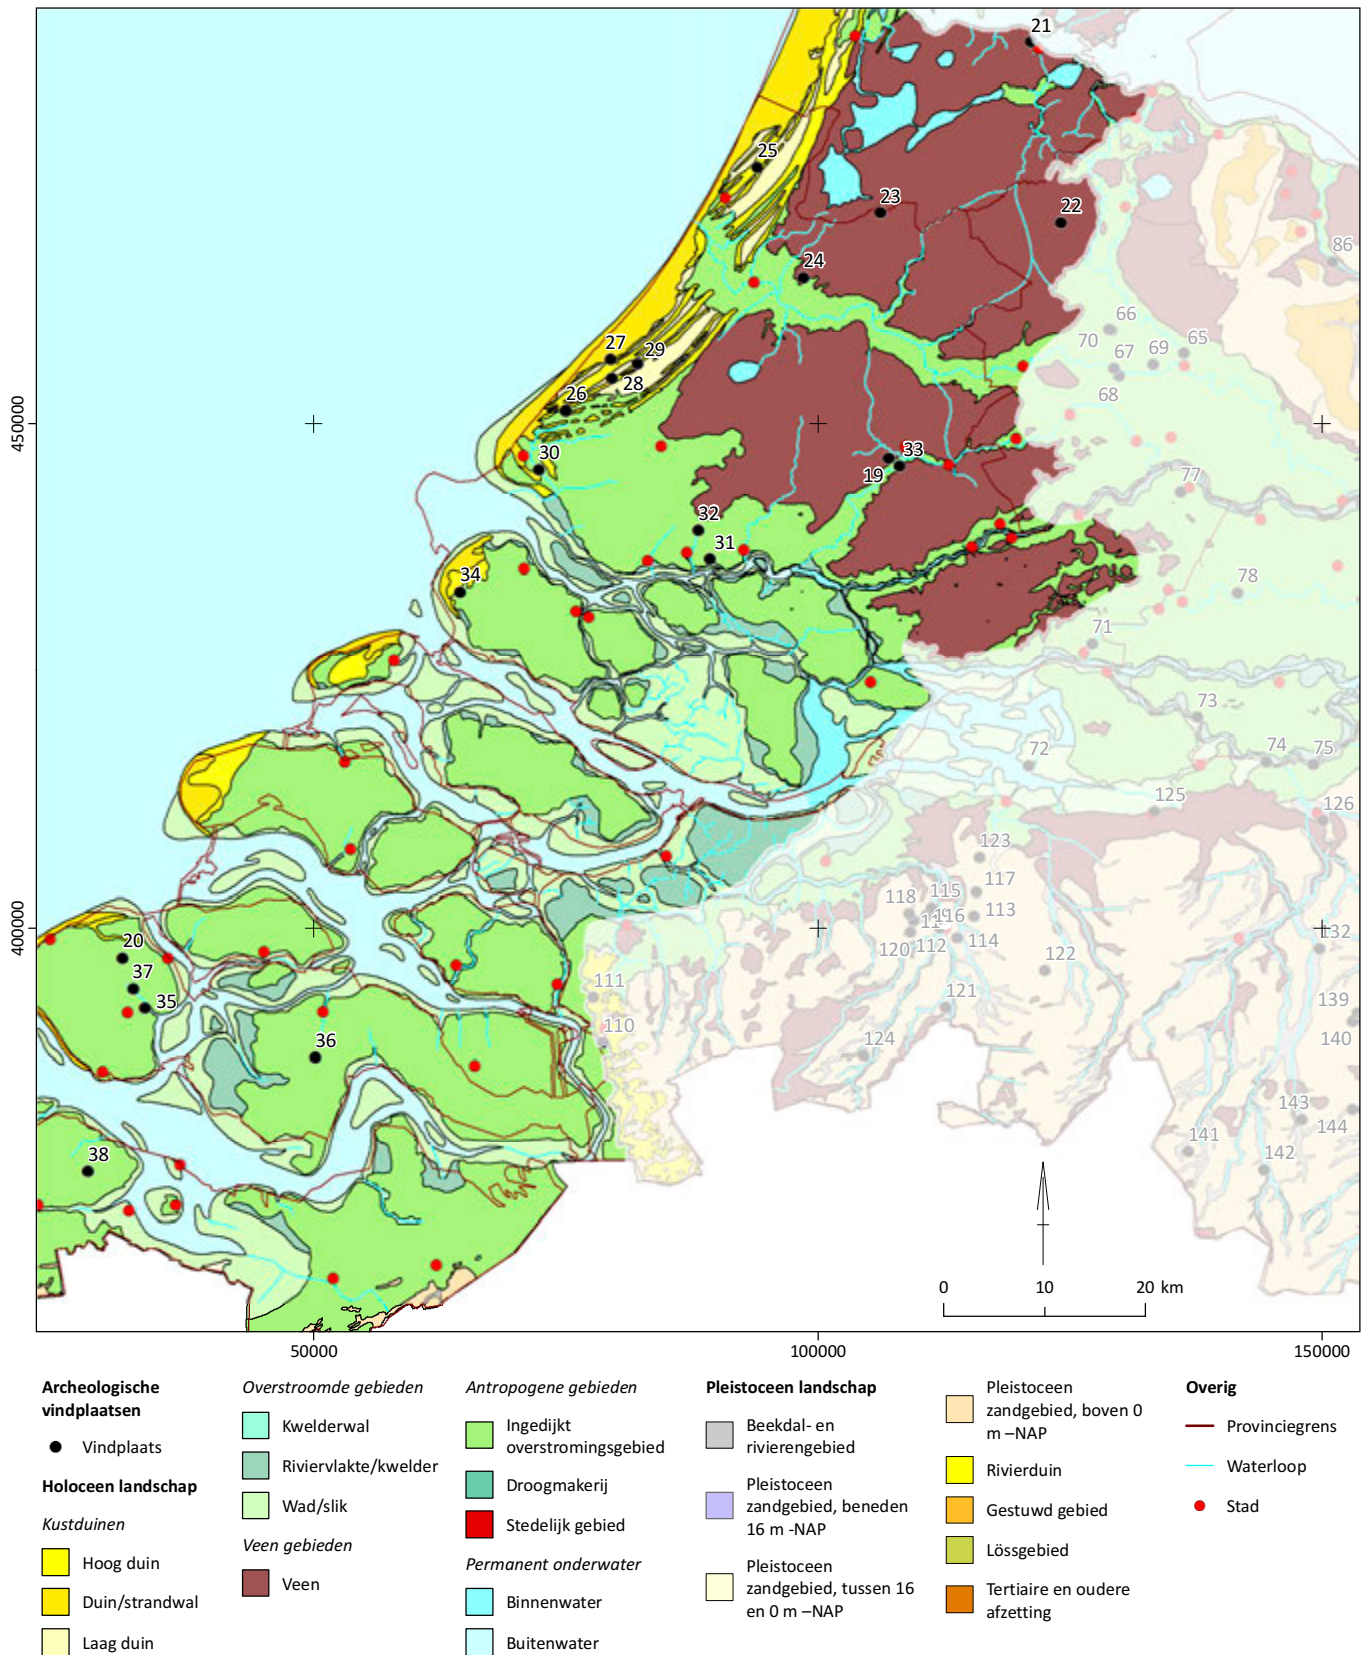 21
25
23
22
24
86
66
70
67
69
65
27
29
28
26
68
450000
30
33
19
77
32
31
34
78
71
73
72
74
75
125
126
123
118
115
117
113
116
120
112
114
122
132
400000
20
37
35
111
110
121
139
140
36
124
143
144
141
142
38
0
10
20 km
50000
100000
150000
Archeologische
vindplaatsen
Vindplaats
Holoceen landschap
Kustduinen
Hoog duin
Duin/strandwal
Laag duin
Overstroomde gebieden
Kwelderwal
Riviervlakte/kwelder
Wad/slik
Veen gebieden
Veen
Antropogene gebieden
Ingedijkt
overstromingsgebied
Droogmakerij
Stedelijk gebied
Permanent onderwater
Binnenwater
Buitenwater
Pleistoceen landschap
Beekdal- en
rivierengebied
Pleistoceen
zandgebied, beneden
16 m -NAP
Pleistoceen
zandgebied, tussen 16
en 0 m –NAP
Pleistoceen
zandgebied, boven 0
m –NAP
Rivierduin
Gestuwd gebied
Lössgebied
Tertiaire en oudere
afzetting
Overig
Provinciegrens
Waterloop
Stad